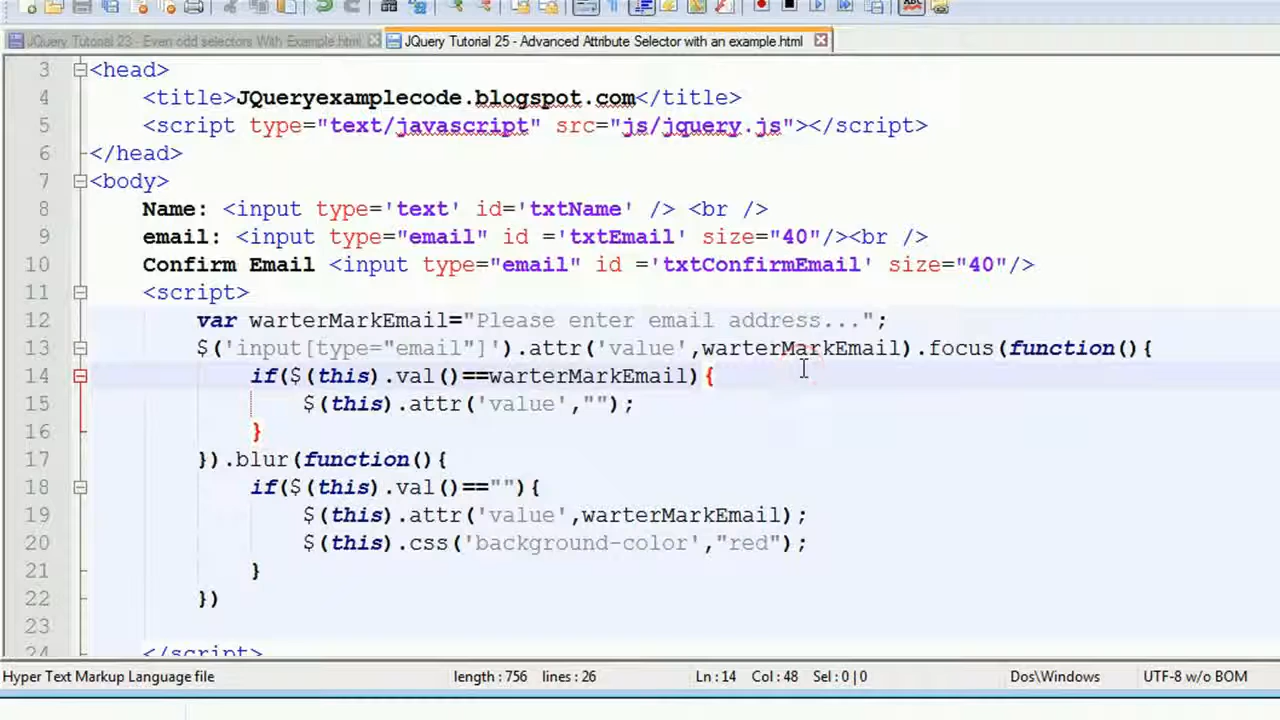 JQuery Tutorial 23 - Even odd selectors With Example.html JQuery Tutorial 25 - Advanced Attribute Selector with an example.html
3 <head>
4 <title>JQueryexamplecode.blogspot.com</title>
5 <script type="text/javascript" src="js/jquery.js"></script>
6 </head>
7 <body>
8 Name: <input type='text' id='txtName' /> <br />
9 email: <input type="email" id ='txtEmail' size="40"/><br />
10 Confirm Email <input type="email" id ='txtConfirmEmail' size="40"/>
11 <script>
12 var warterMarkEmail="Please enter email address...";
13 $('input[type="email"]').attr('value',warterMarkEmail).focus(function(){
14 if($(this).val()==warterMarkEmail){
15 $(this).attr('value',"");
16 }
17 }).blur(function(){
18 if($(this).val()==""){
19 $(this).attr('value',warterMarkEmail);
20 $(this).css('background-color',"red");
21 }
22 })
23
24 </script>
Hyper Text Markup Language file length : 756 lines : 26 Ln : 14 Col : 48 Sel : 0 | 0 Dos\Windows UTF-8 w/o BOM